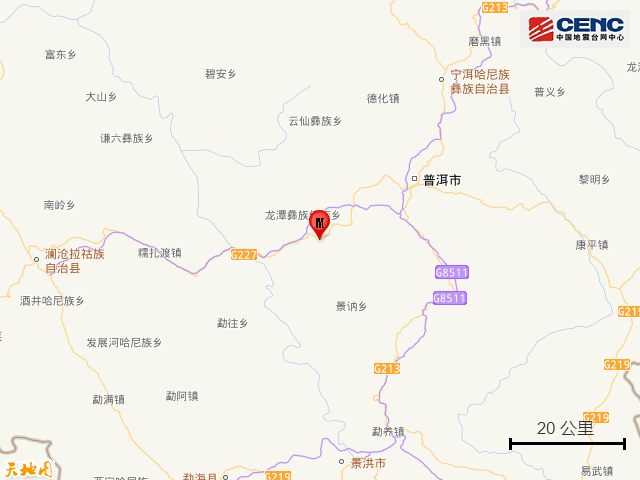 G213
磨黑镇
CENC
中国地震台网中心
富东乡
碧安乡
宁洱哈尼族
彝族自治县
大山乡
德化镇
普义乡
云仙彝族乡
谦六彝族乡
普洱市
黎明乡
南岭乡
龙潭彝族
乡
M
澜沧拉祜族
自治县
糯扎渡镇
G227
康平镇
G8511
G8511
酒井哈尼族乡
景讷乡
G219
勐往乡
发展河哈尼族乡
G213
G219
勐满镇
勐阿镇
G219
20 公里
勐养镇
天地图
景洪市
勐海县
G219
易武镇